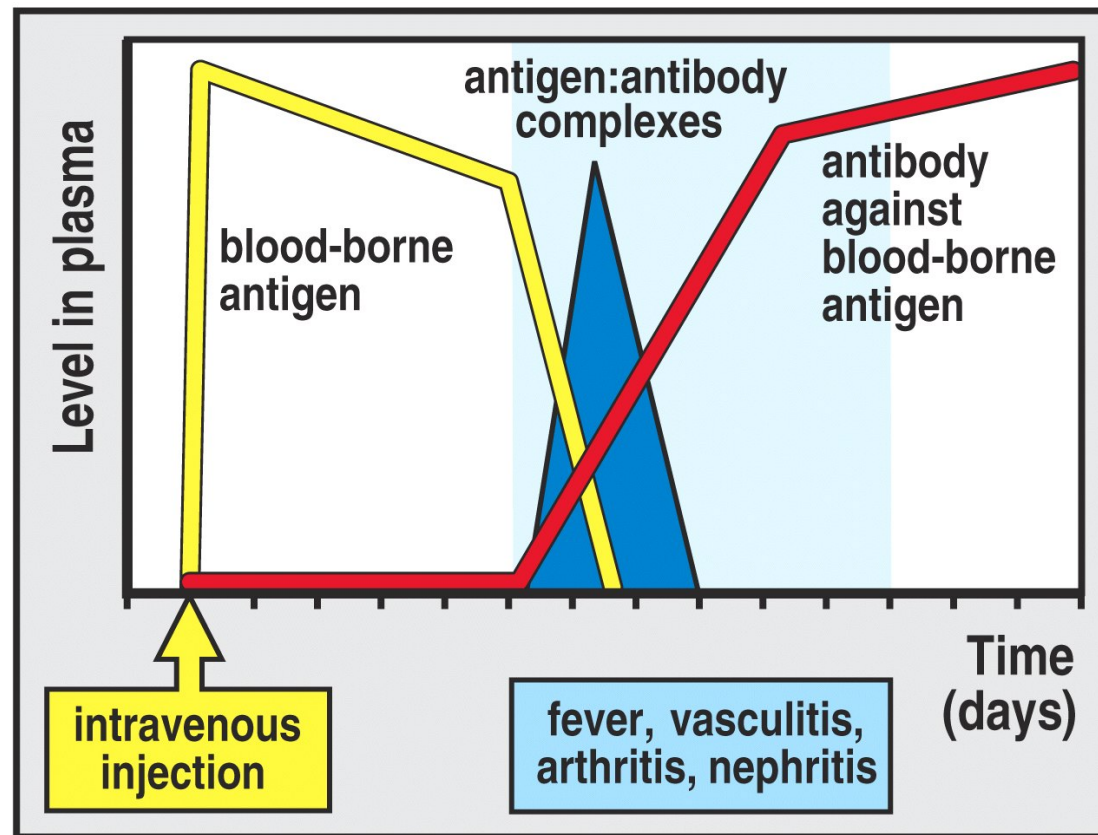 Level in plasma
antigen:antibody
complexes
blood-borne
antigen
antibody
against
blood-borne
antigen
Time
(days)
intravenous
injection
fever, vasculitis,
arthritis, nephritis